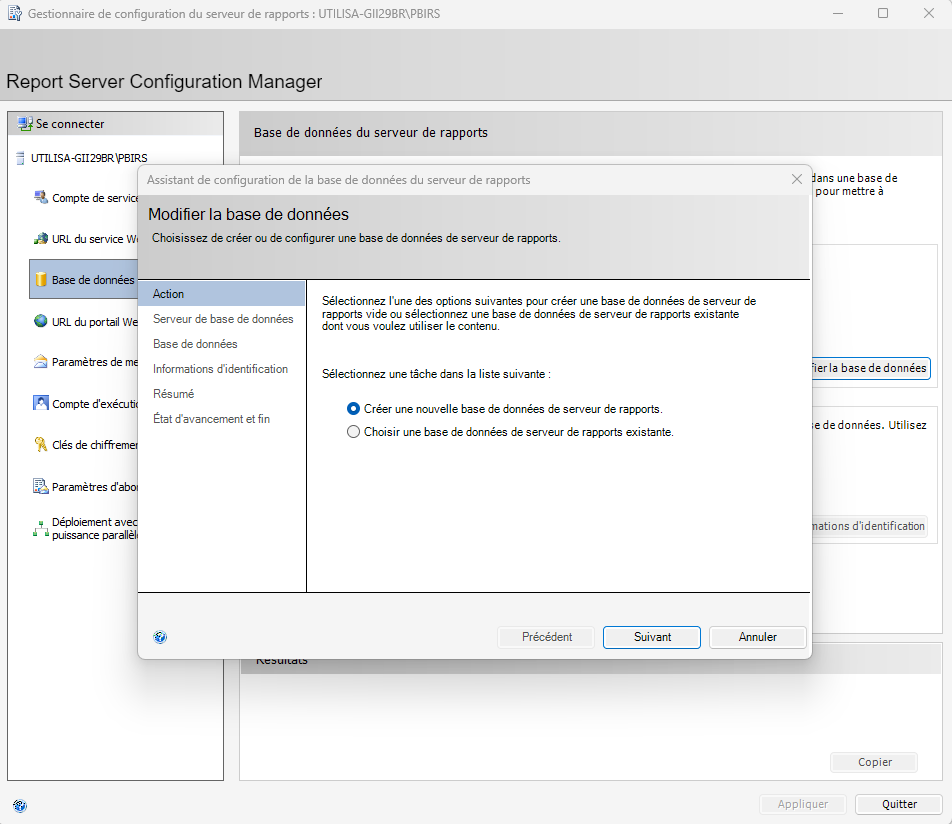 Gestionnaire de configuration du serveur de rapports : UTILISA-GII29BR\PBIRS
Report Server Configuration Manager
Se connecter
UTILISA-GII29BR\PBIRS
Compte de service
URL du service We
Base de données
URL du portail We
Paramètres de me
Compte d'exécutio
Clés de chiffremen
Paramètres d'abon
Déploiement avec
puissance parallèle
Base de données du serveur de rapports
dans une base de
pour mettre à
fier la base de données
se de données. Utilisez
mations d'identification
Assistant de configuration de la base de données du serveur de rapports
Modifier la base de données
Choisissez de créer ou de configurer une base de données de serveur de rapports.
Action
Serveur de base de données
Base de données
Informations d'identification
Résumé
État d'avancement et fin
Sélectionnez l'une des options suivantes pour créer une base de données de serveur de
rapports vide ou sélectionnez une base de données de serveur de rapports existante
dont vous voulez utiliser le contenu.
Sélectionnez une tâche dans la liste suivante :
Créer une nouvelle base de données de serveur de rapports.
Choisir une base de données de serveur de rapports existante.
Précédent
Suivant
Annuler
Résultats
Copier
Appliquer
Quitter